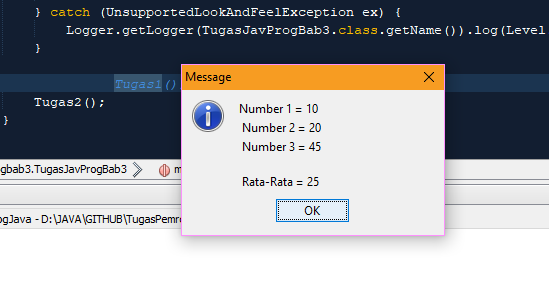 } catch (UnsupportedLookAndFeelException ex) {
Logger.getLogger(TugasJavProgBab3.class.getName()).log(Level
}
Tugas1()
Tugas2();
}
Message
Number 1 = 10
Number 2 = 20
Number 3 = 45
Rata-Rata = 25
OK
gbab3.TugasJavProgBab3
ogJava - D:\JAVA\GITHUB\TugasPemr